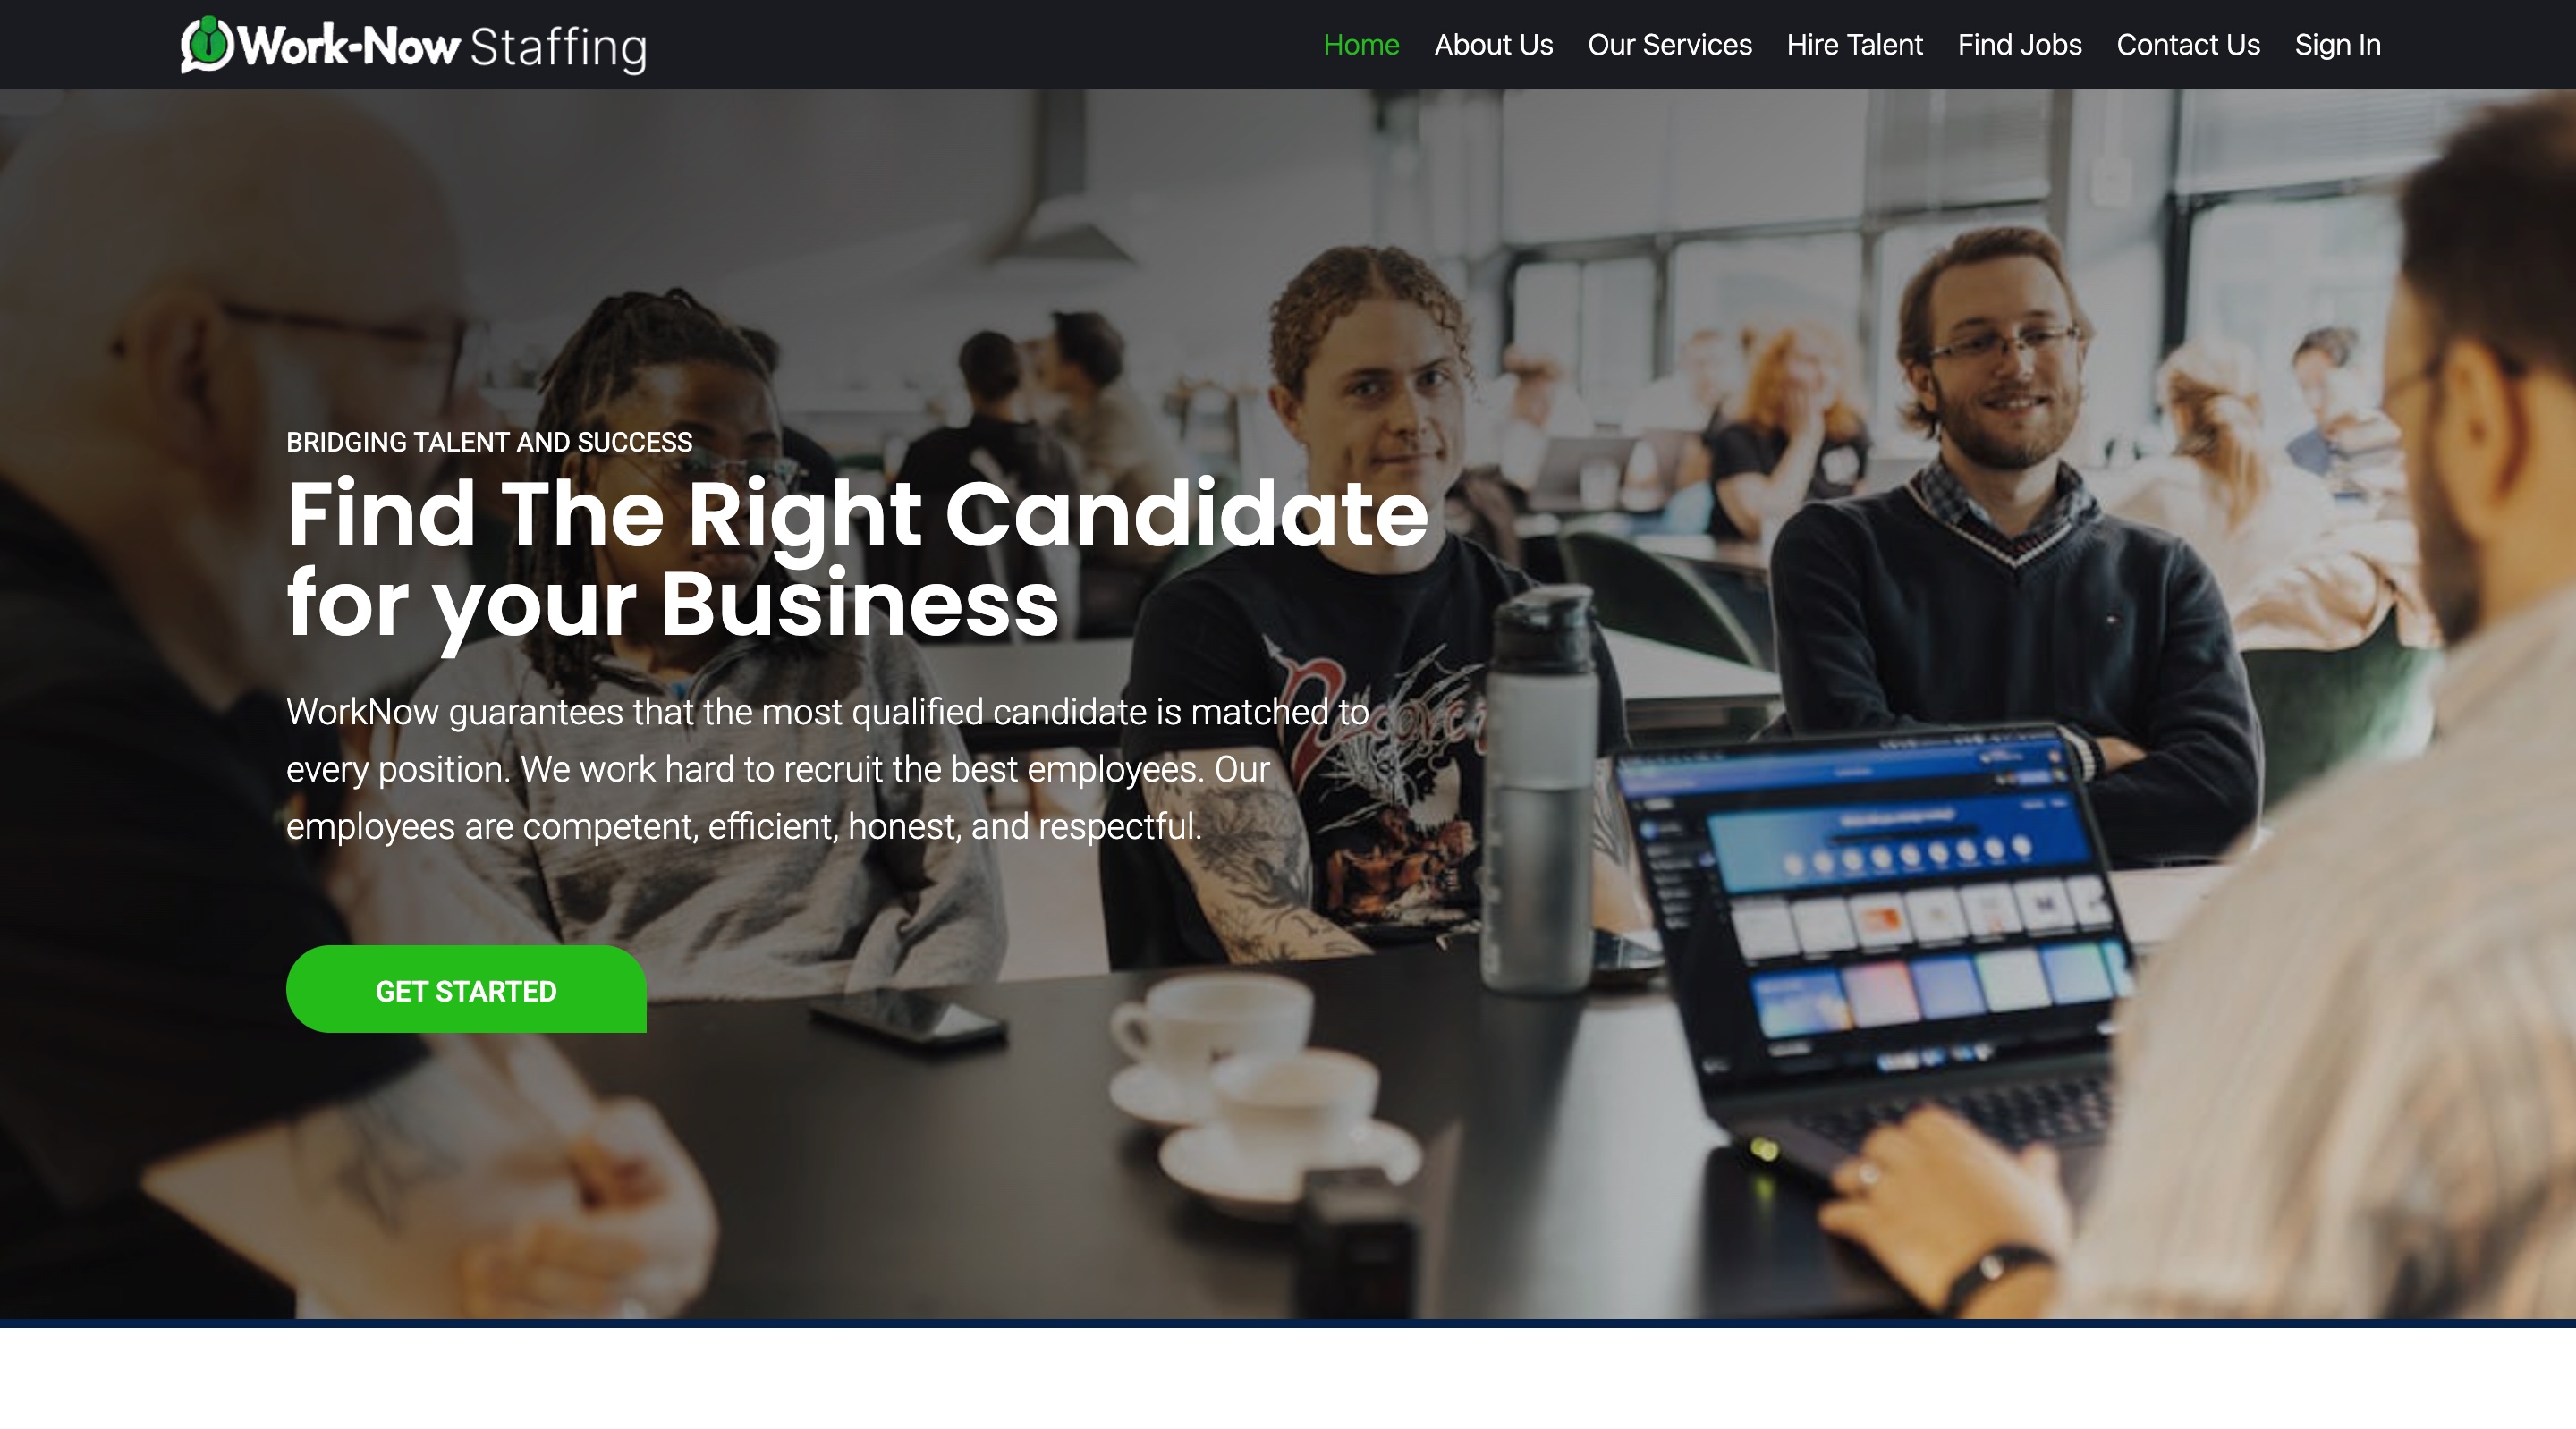 Work-Now Staffing
Home About Us Our Services Hire Talent Find Jobs Contact Us Sign In
BRIDGING TALENT AND SUCCESS
Find The Right Candidate
for your Business
WorkNow guarantees that the most qualified candidate is matched to
every position. We work hard to recruit the best employees. Our
employees are competent, efficient, honest, and respectful.
GET STARTED